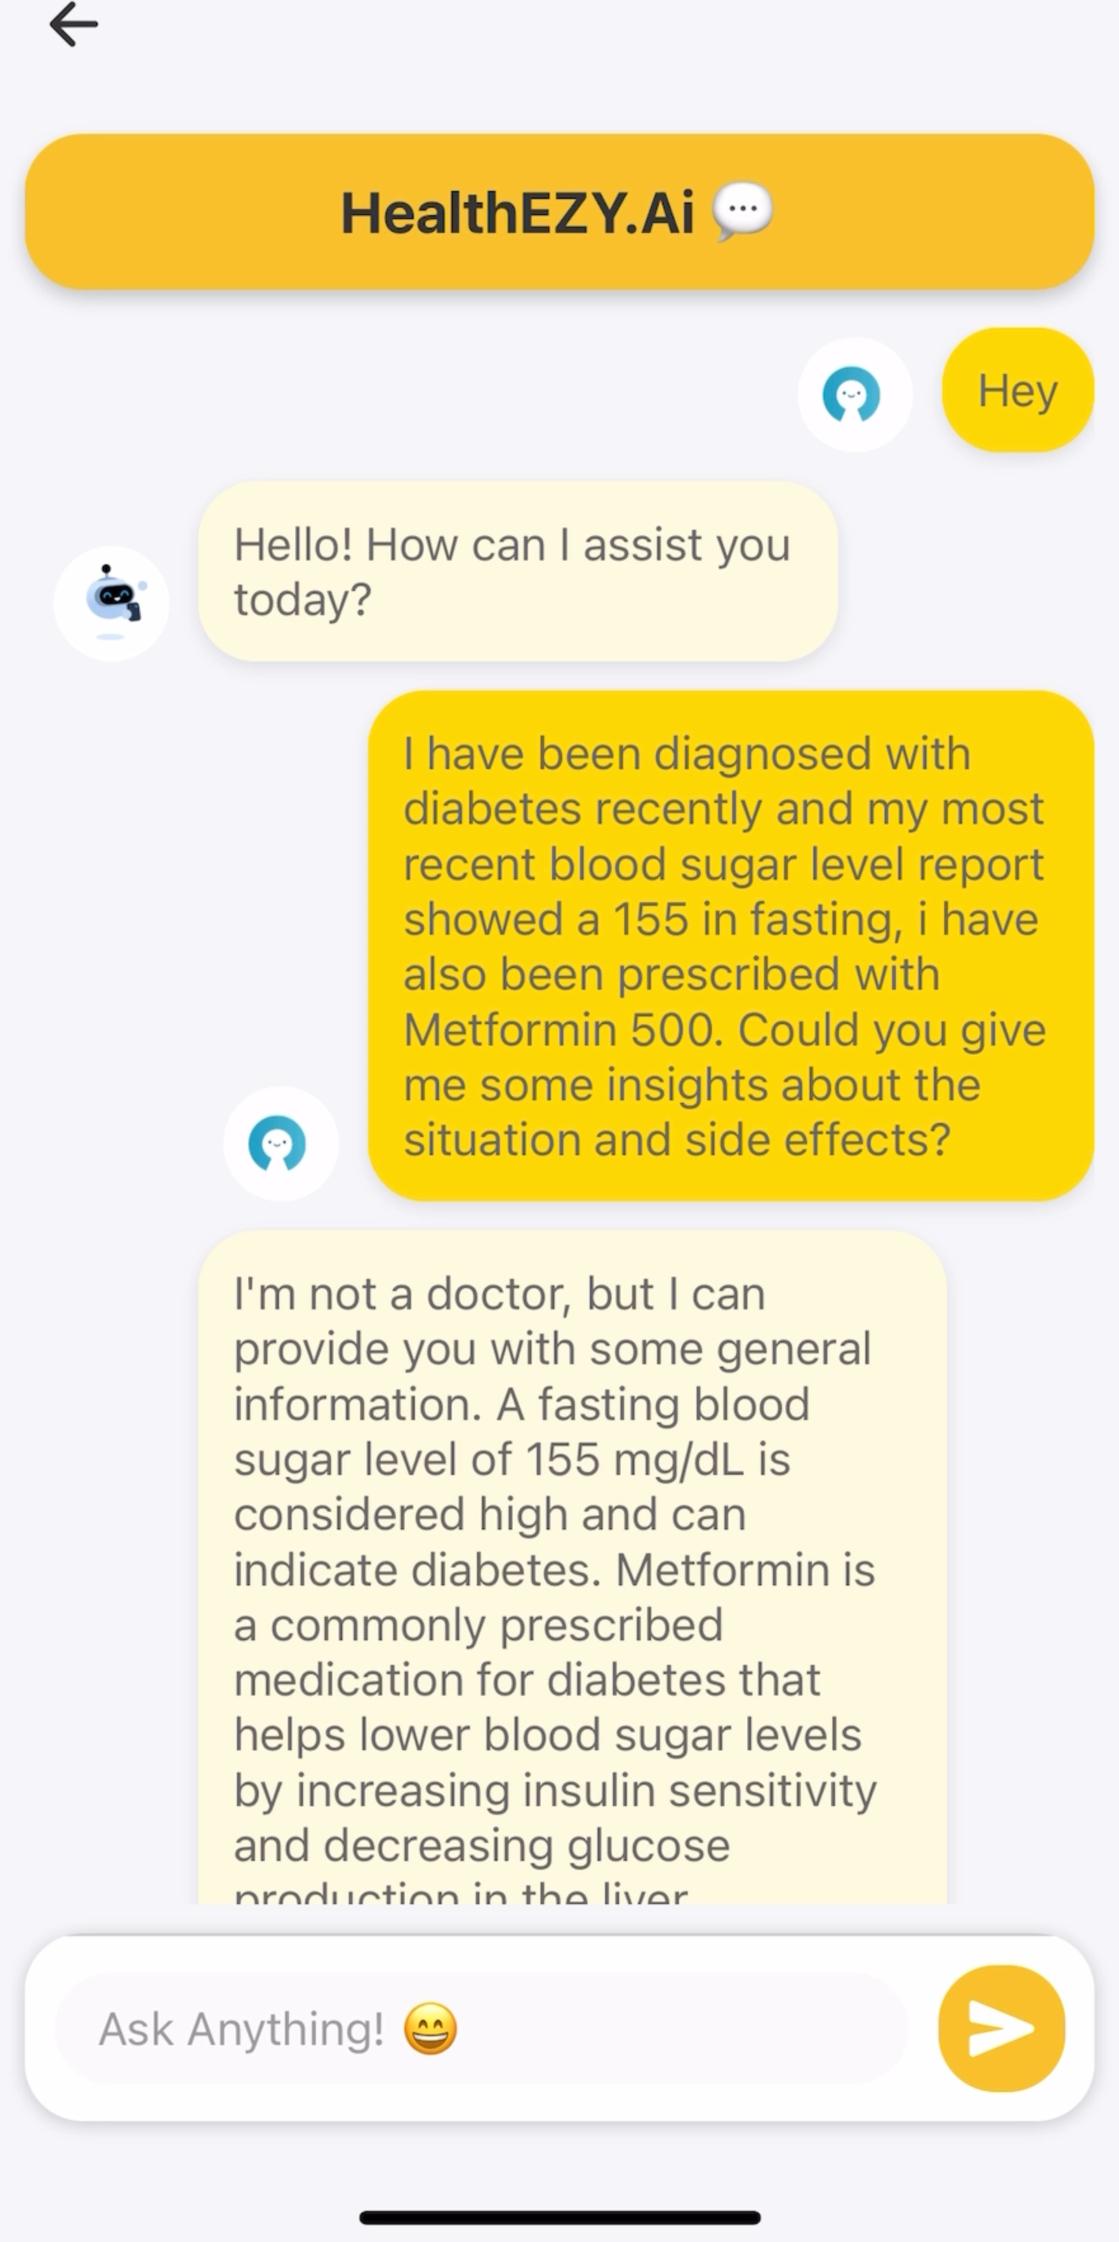 HealthEZY.Ai 💬
Hey
Hello! How can I assist you
today?
I have been diagnosed with
diabetes recently and my most
recent blood sugar level report
showed a 155 in fasting, i have
also been prescribed with
Metformin 500. Could you give
me some insights about the
situation and side effects?
I'm not a doctor, but I can
provide you with some general
information. A fasting blood
sugar level of 155 mg/dL is
considered high and can
indicate diabetes. Metformin is
a commonly prescribed
medication for diabetes that
helps lower blood sugar levels
by increasing insulin sensitivity
and decreasing glucose
production in the liver
Ask Anything! 😄